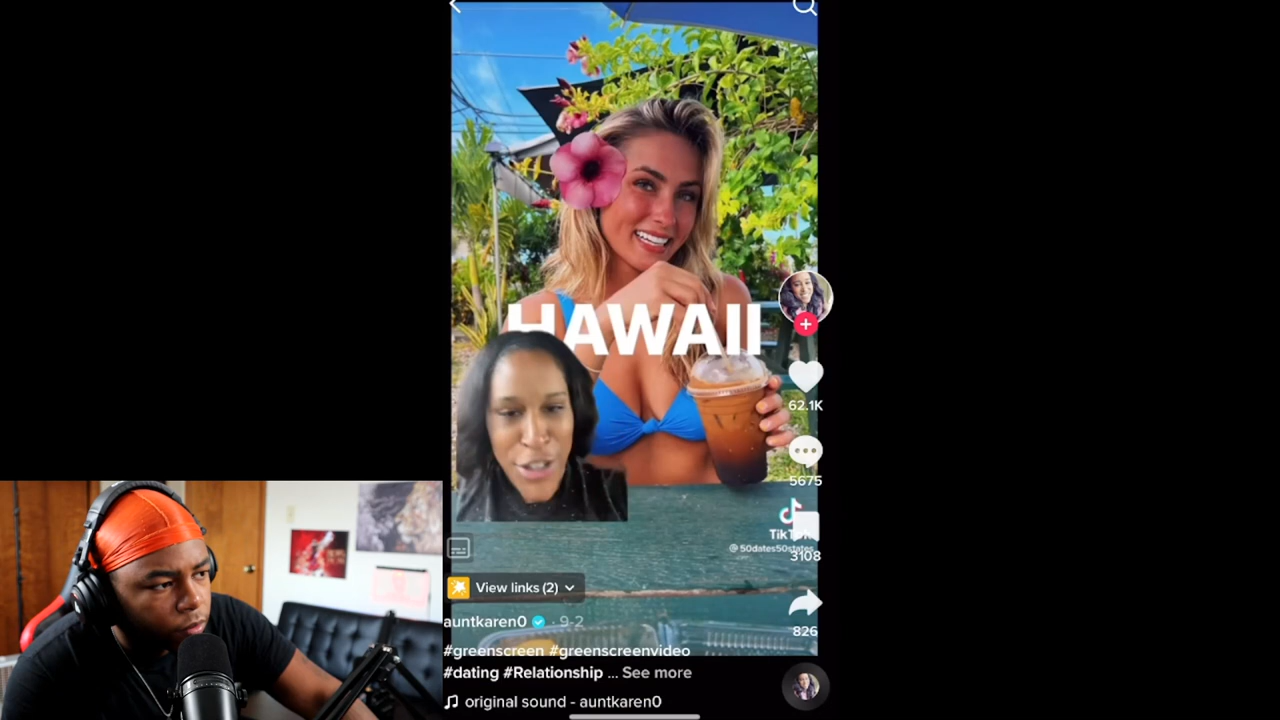 HAWAII
62.1K
5675
TikTok
@50dates50states
3108
View links (2)
826
auntkaren0 · 9-2
#greenscreen #greenscreenvideo
#dating #Relationship ... See more
original sound - auntkaren0